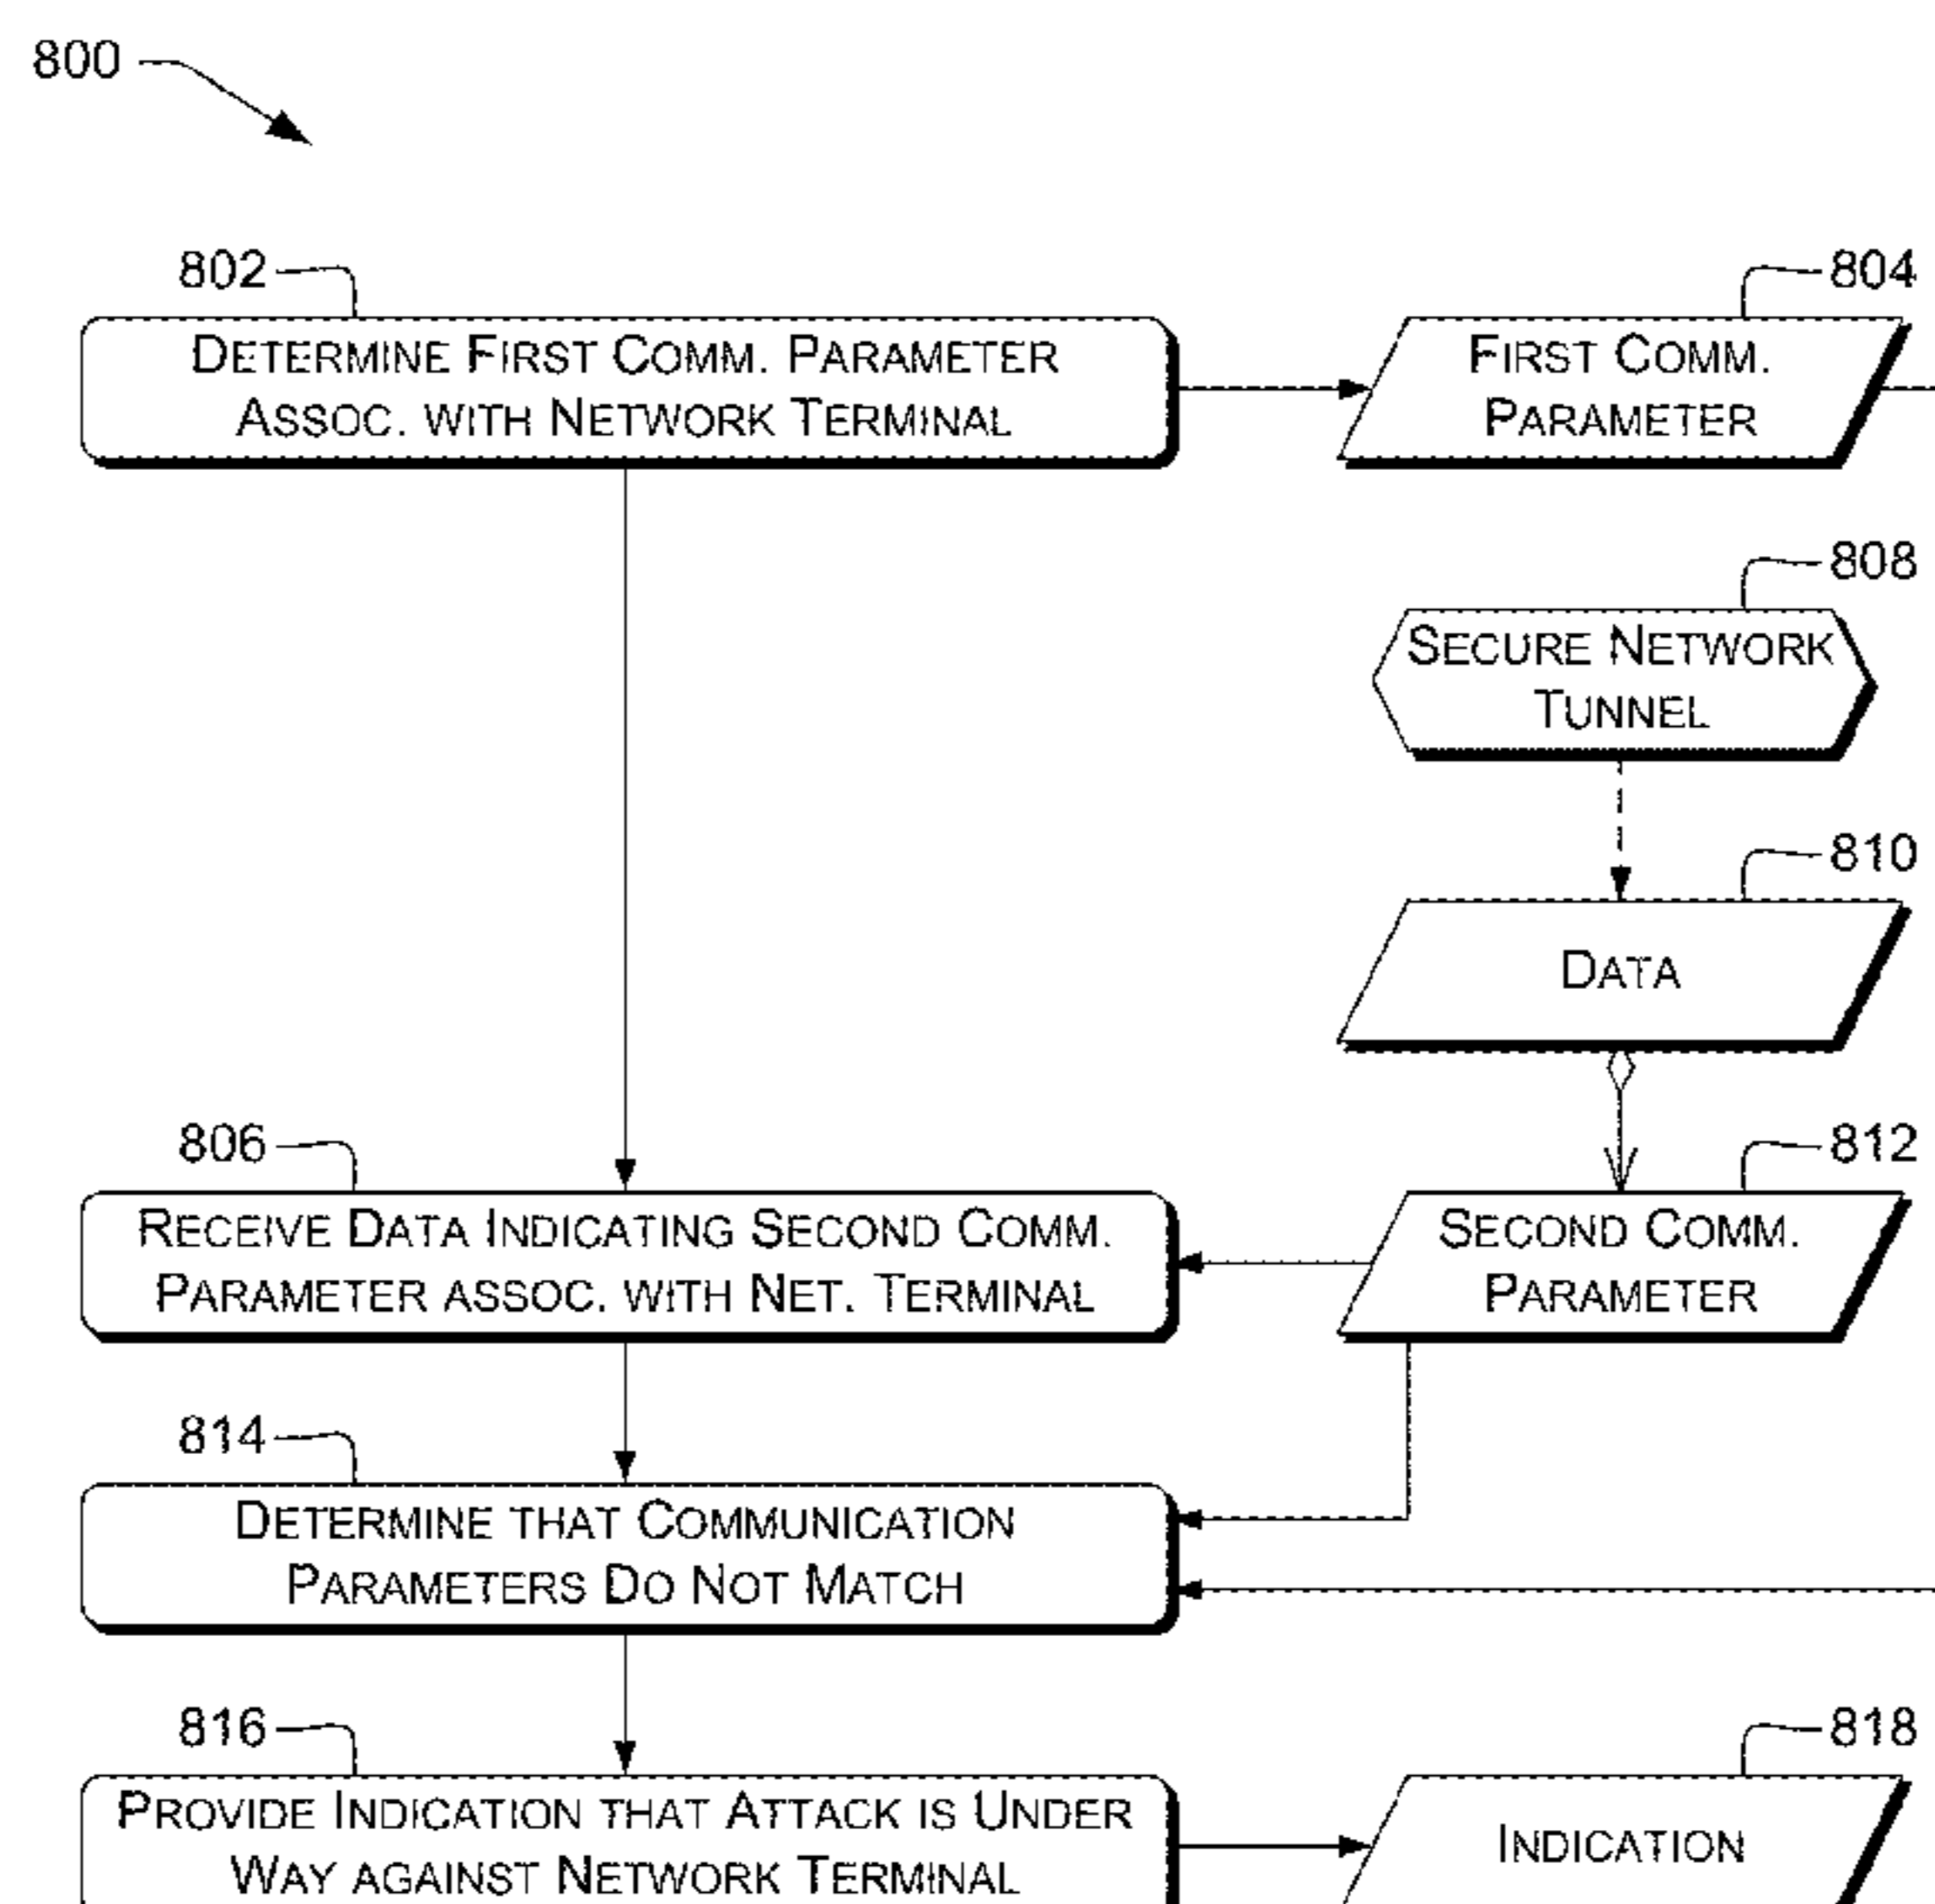 800
802
DETERMINE FIRST COMM. PARAMETER
ASSOC. WITH NETWORK TERMINAL
804
FIRST COMM.
PARAMETER
808
SECURE NETWORK
TUNNEL
810
DATA
806
RECEIVE DATA INDICATING SECOND COMM.
PARAMETER ASSOC. WITH NET. TERMINAL
812
SECOND COMM.
PARAMETER
814
DETERMINE THAT COMMUNICATION
PARAMETERS DO NOT MATCH
816
PROVIDE INDICATION THAT ATTACK IS UNDER
WAY AGAINST NETWORK TERMINAL
818
INDICATION